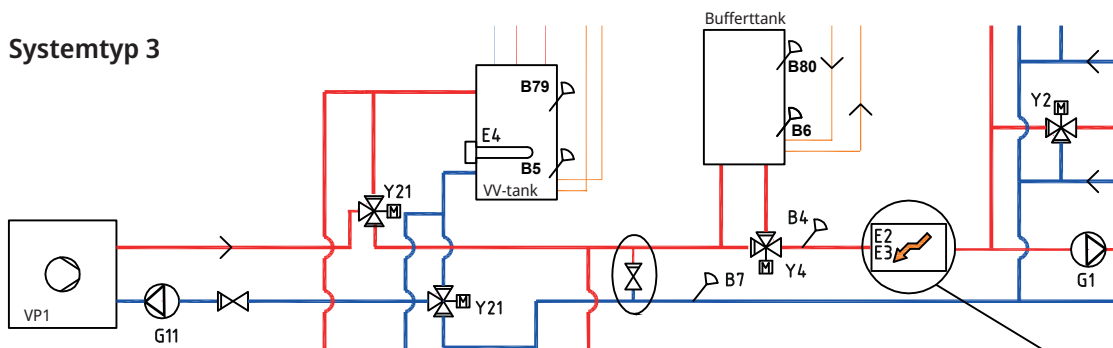 Systemtyp 3
Bufferttank
B79
E4
B5
VV-tank
B80
B6
Y2
M
Y21
M
B4
E2
E3
M
Y4
G1
B7
VP1
G11
M
Y21